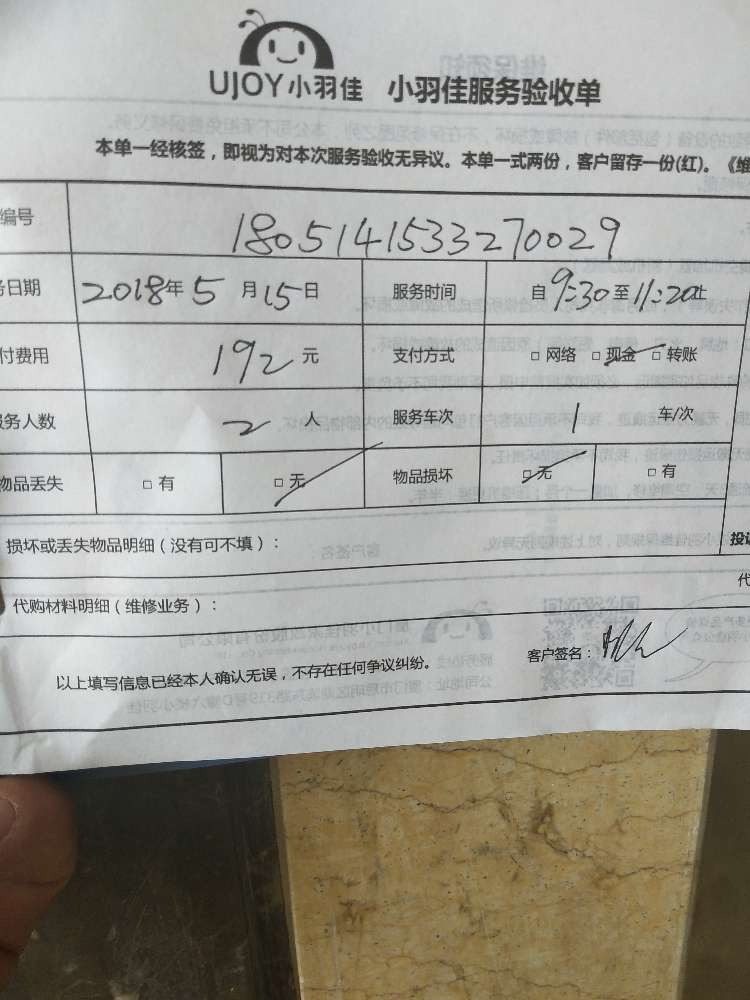 UJOY小羽佳 小羽佳服务验收单
本单一经核签，即视为对本次服务验收无异议。本单一式两份，客户留存一份(红)。《维
编号 1805141533270029
务日期 2018年5月15日 服务时间 自9:30至11:20止
付费用 192元 支付方式 □ 网络 □ 现金 □ 转账
服务人数 2人 服务车次 1 车/次
物品丢失 □ 有 □ 无 物品损坏 □ 无 □ 有
损坏或丢失物品明细（没有可不填）：
投诉
代购材料明细（维修业务）：
代
以上填写信息已经本人确认无误，不存在任何争议纠纷。 客户签名：